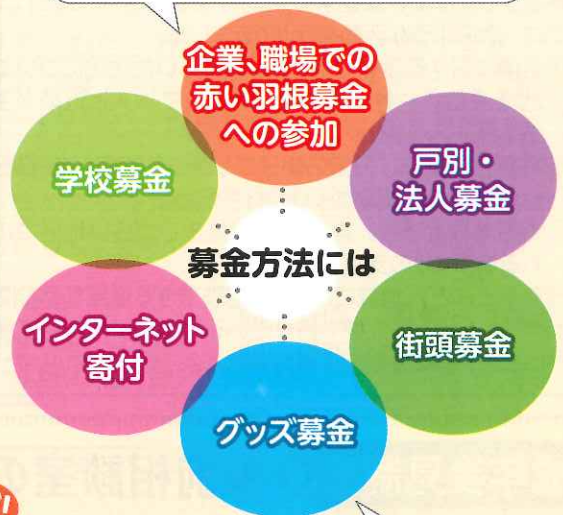 企業、職場での
赤い羽根募金
への参加
学校募金
戸別・
法人募金
募金方法には
インターネット
寄付
街頭募金
グッズ募金